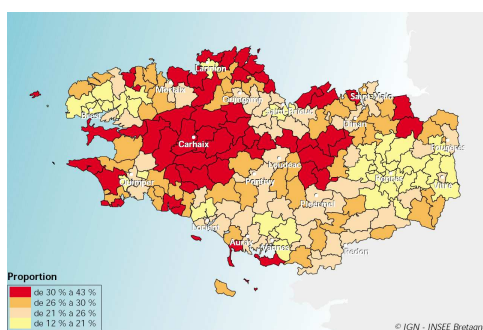 Lannion
Morlaix
Guingamp
Saint-Brieuc
Saint-Malo
Dinan
Brest
Fougères
Carhaix
Loudéac
Rennes
Vitré
Quimper
Pontivy
Ploërmel
Lorient
Auray
Vannes
Redon
Proportion
de 30 % à 43 %
de 26 % à 30 %
de 21 % à 26 %
de 12 % à 21 %
© IGN - INSEE Bretagn